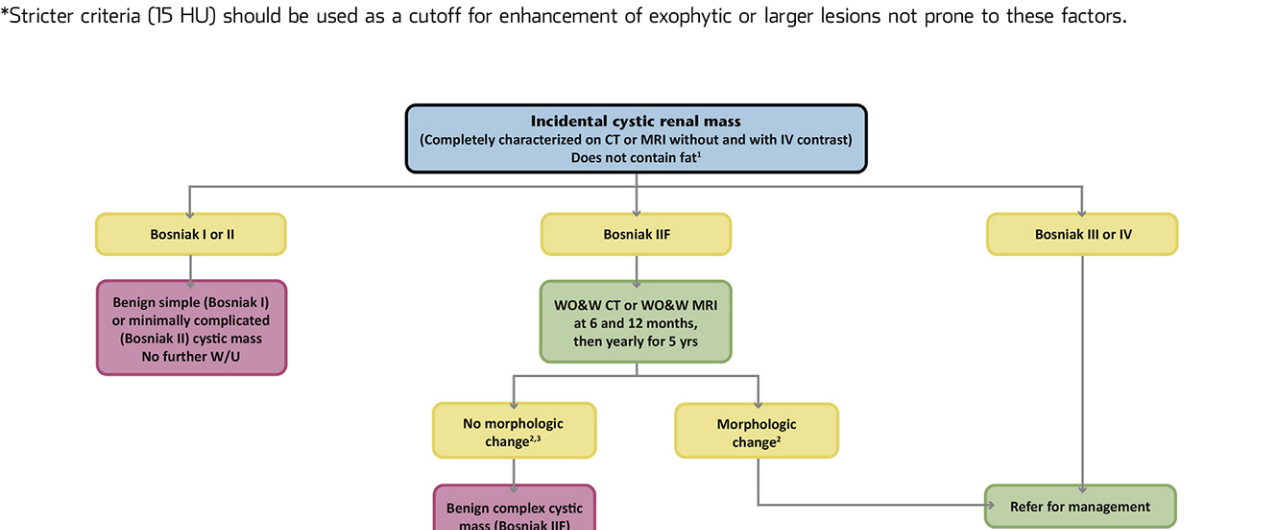 *Stricter criteria (15 HU) should be used as a cutoff for enhancement of exophytic or larger lesions not prone to these factors.
Incidental cystic renal mass
(Completely characterized on CT or MRI without and with IV contrast)
Does not contain fat¹
Bosniak I or II
Bosniak IIF
Bosniak III or IV
Benign simple (Bosniak I)
or minimally complicated
(Bosniak II) cystic mass
No further W/U
WO&W CT or WO&W MRI
at 6 and 12 months,
then yearly for 5 yrs
No morphologic
change²,³
Morphologic
change²
Benign complex cystic
mass (Bosniak IIF)
Refer for management